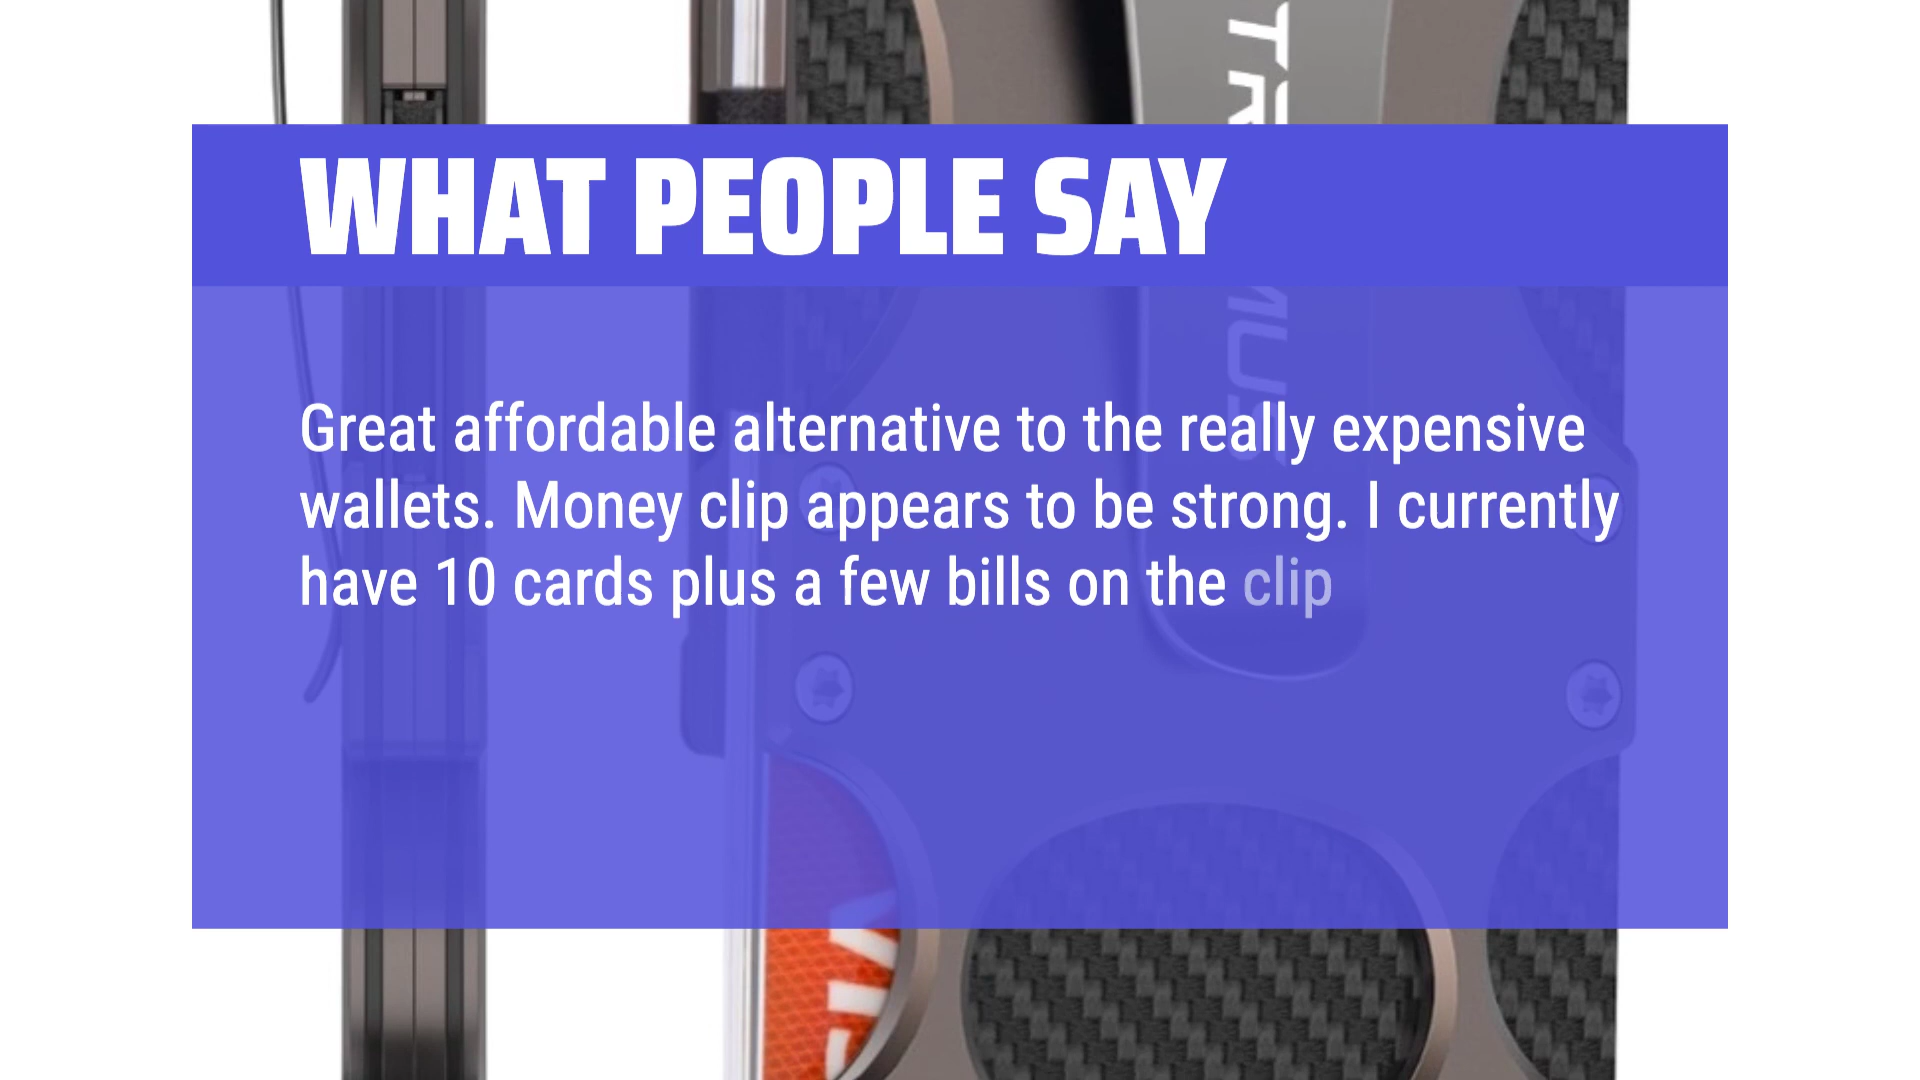 WHAT PEOPLE SAY
Great affordable alternative to the really expensive
wallets. Money clip appears to be strong. I currently
have 10 cards plus a few bills on the clip